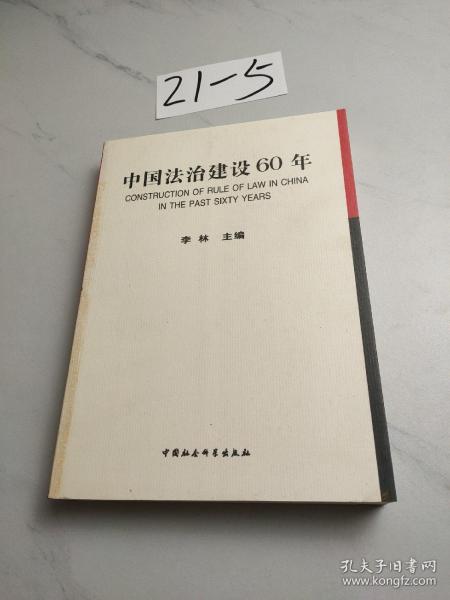 21-5
中国法治建设60年
CONSTRUCTION OF RULE OF LAW IN CHINA
IN THE PAST SIXTY YEARS
李林 主编
中国社会科学出版社
孔夫子旧书网
www.kongfz.com